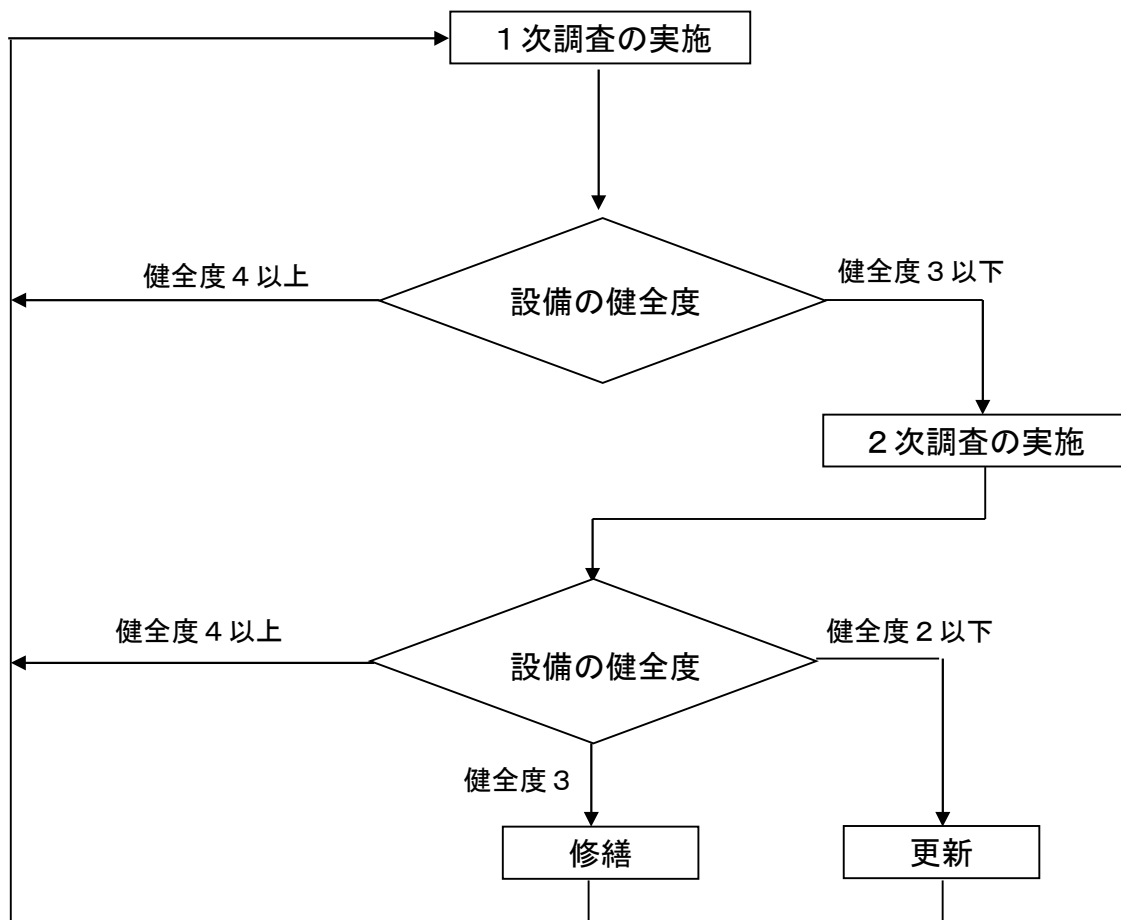 １次調査の実施
健全度４以上
健全度３以下
設備の健全度
２次調査の実施
健全度４以上
健全度２以下
設備の健全度
健全度３
修繕
更新